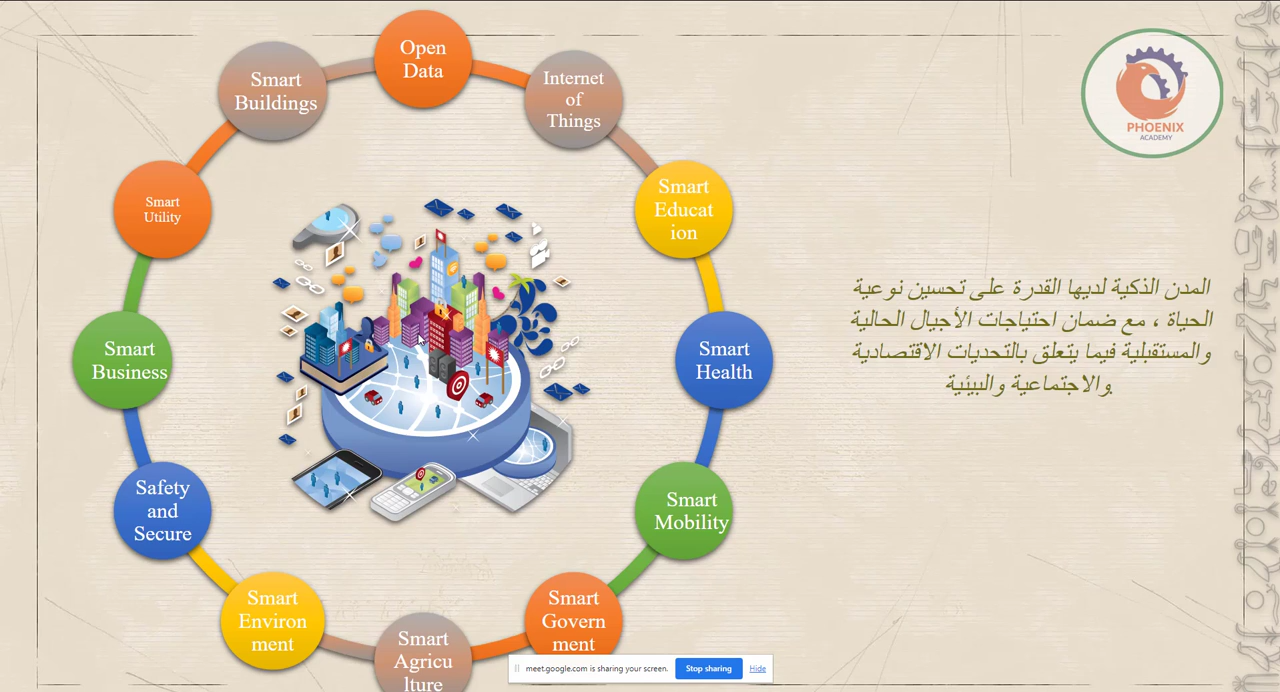 Open
Data
Internet
of
Things
Smart
Educat
ion
Smart
Health
Smart
Mobility
Smart
Govern
ment
Smart
Agricu
lture
Smart
Environ
ment
Safety
and
Secure
Smart
Business
Smart
Utility
Smart
Buildings
PHOENIX
ACADEMY
المدن الذكية لديها القدرة على تحسين نوعية
الحياة ، مع ضمان احتياجات الأجيال الحالية
والمستقبلية فيما يتعلق بالتحديات الاقتصادية
والاجتماعية والبيئية.
meet.google.com is sharing your screen. Stop sharing Hide